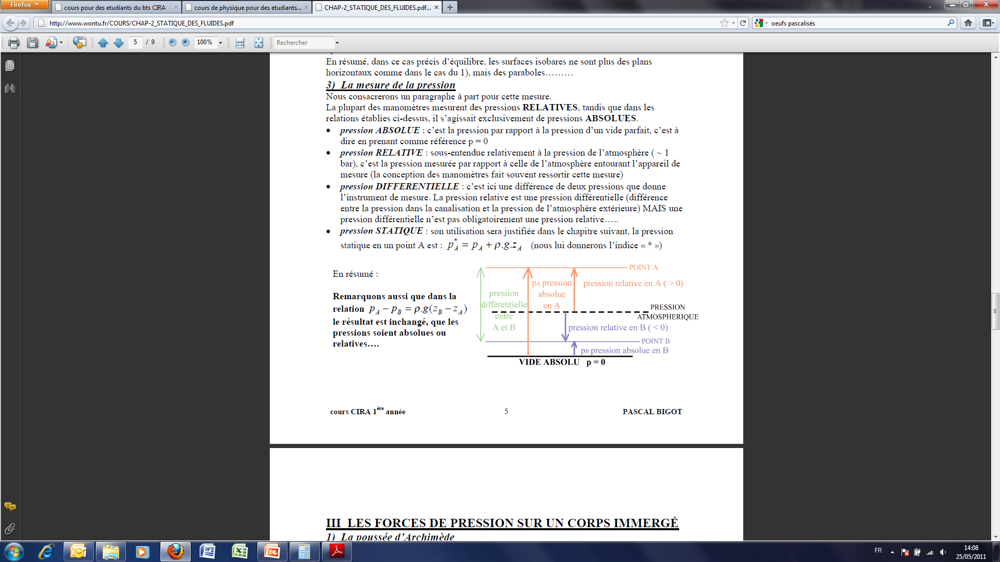 Firefox
cours pour des etudiants du bts CIRA
cours de physique pour des etudiants...
CHAP-2_STATIQUE_DES_FLUIDES.pdf...
http://www.wontu.fr/COURS/CHAP-2_STATIQUE_DES_FLUIDES.pdf
oeufs pascalisés
5 / 9
100%
Rechercher
En résumé, dans ce cas précis d’équilibre, les surfaces isobares ne sont plus des plans
horizontaux comme dans le cas du 1), mais des paraboles………
3) La mesure de la pression
Nous consacrerons un paragraphe à part pour cette mesure.
La plupart des manomètres mesurent des pressions RELATIVES, tandis que dans les
relations établies ci-dessus, il s’agissait exclusivement de pressions ABSOLUES.
• pression ABSOLUE : c’est la pression par rapport à la pression d’un vide parfait, c’est à
dire en prenant comme référence p = 0
• pression RELATIVE : sous-entendue relativement à la pression de l’atmosphère ( ~ 1
bar), c’est la pression mesurée par rapport à celle de l’atmosphère entourant l’appareil de
mesure (la conception des manomètres fait souvent ressortir cette mesure)
• pression DIFFERENTIELLE : c’est ici une différence de deux pressions que donne
l’instrument de mesure. La pression relative est une pression différentielle (différence
entre la pression dans la canalisation et la pression de l’atmosphère extérieure) MAIS une
pression différentielle n’est pas obligatoirement une pression relative…..
• pression STATIQUE : son utilisation sera justifiée dans le chapitre suivant, la pression
statique en un point A est : p*A = pA + ρ.g.zA (nous lui donnerons l’indice « * »)
En résumé :
Remarquons aussi que dans la
relation pA − pB = ρ.g(zB − zA)
le résultat est inchangé, que les
pressions soient absolues ou
relatives….
pression
différentielle
entre
A et B
pA pression
absolue
en A
POINT A
pression relative en A ( > 0)
PRESSION
ATMOSPHERIQUE
pression relative en B ( < 0)
POINT B
pB pression absolue en B
VIDE ABSOLU p = 0
cours CIRA 1ère année
5
PASCAL BIGOT
III LES FORCES DE PRESSION SUR UN CORPS IMMERGÉ
1) La poussée d’Archimède
FR
14:08
25/05/2011